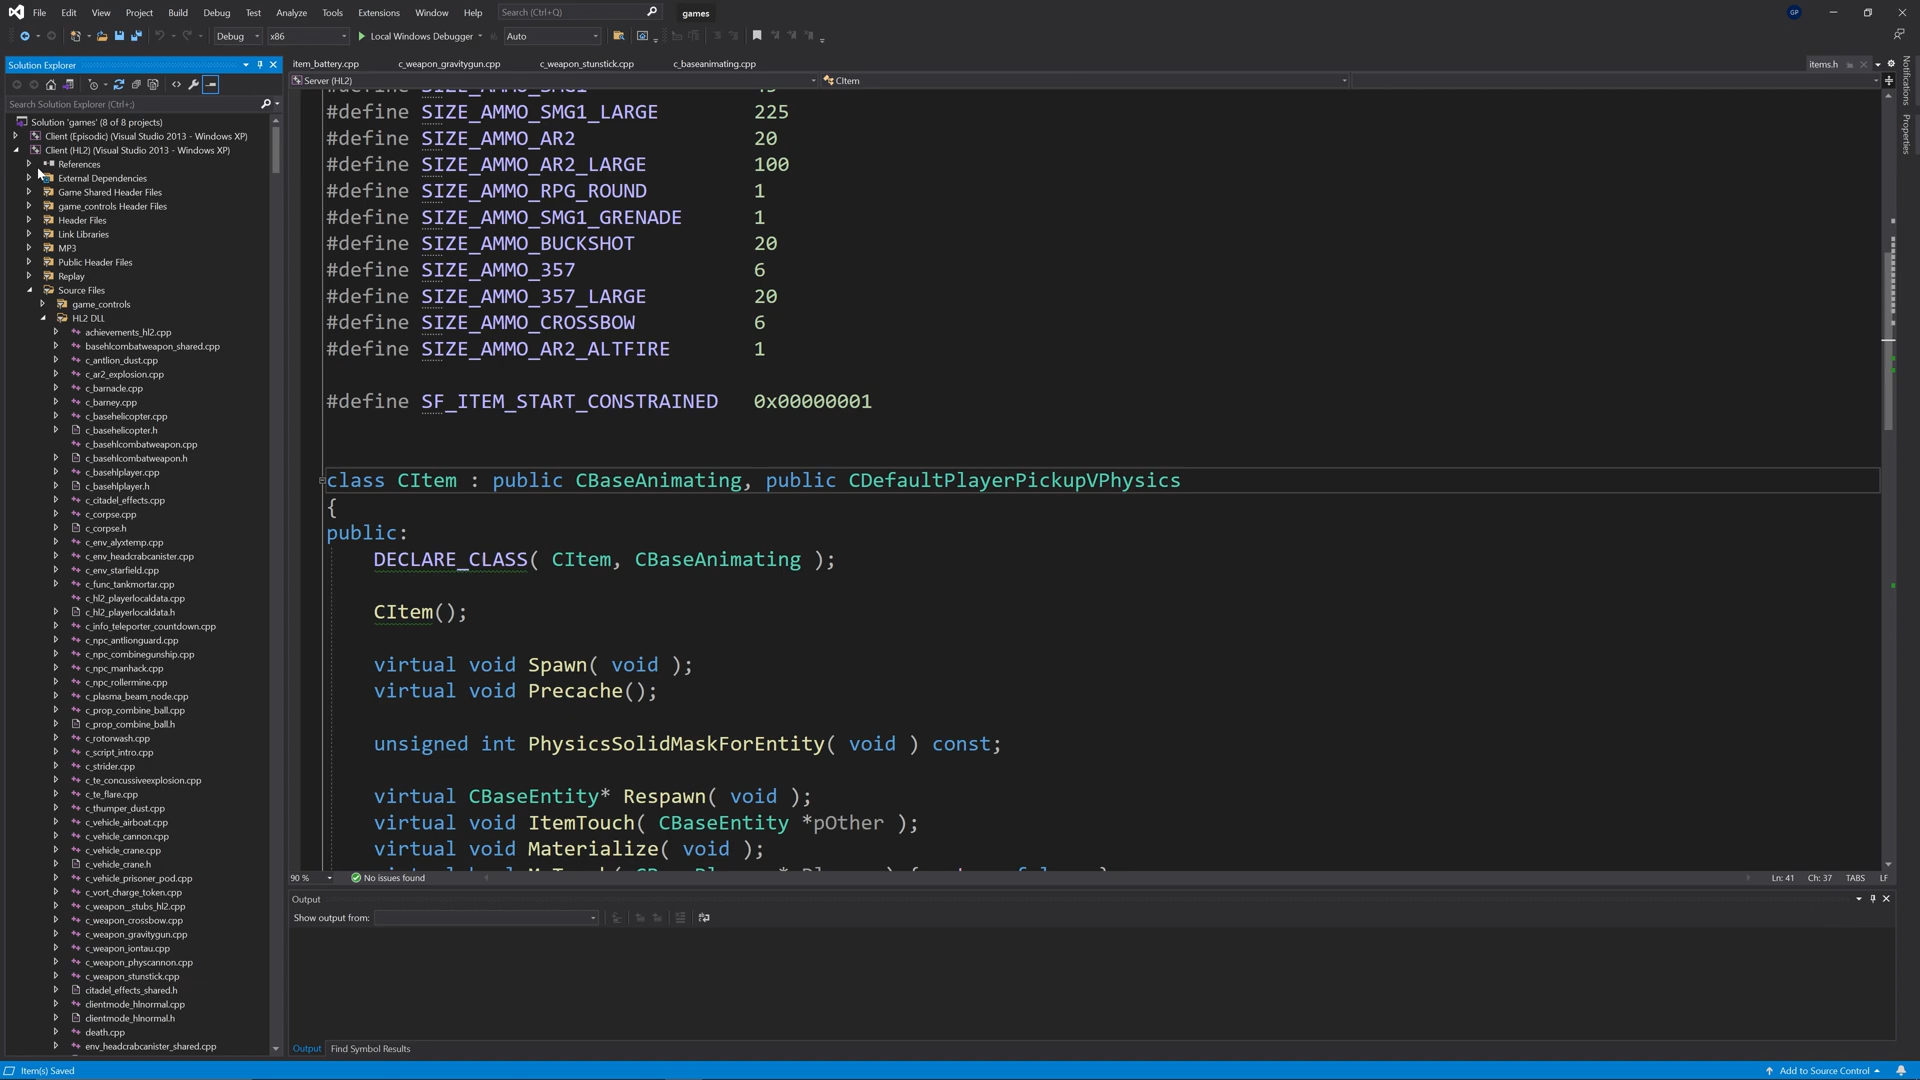 File Edit View Project Build Debug Test Analyze Tools Extensions Window Help Search (Ctrl+Q) games GP
Debug x86 Local Windows Debugger Auto
Solution Explorer
Search Solution Explorer (Ctrl+;)
Solution 'games' (8 of 8 projects)
Client (Episodic) (Visual Studio 2013 - Windows XP)
Client (HL2) (Visual Studio 2013 - Windows XP)
References
External Dependencies
Game Shared Header Files
game_controls Header Files
Header Files
Link Libraries
MP3
Public Header Files
Replay
Source Files
game_controls
HL2 DLL
achievements_hl2.cpp
basehlcombatweapon_shared.cpp
c_antlion_dust.cpp
c_ar2_explosion.cpp
c_barnacle.cpp
c_barney.cpp
c_basehelicopter.cpp
c_basehelicopter.h
c_basehlcombatweapon.cpp
c_basehlcombatweapon.h
c_basehlplayer.cpp
c_basehlplayer.h
c_citadel_effects.cpp
c_corpse.cpp
c_corpse.h
c_env_alyxtemp.cpp
c_env_headcrabcanister.cpp
c_env_starfield.cpp
c_func_tankmortar.cpp
c_hl2_playerlocaldata.cpp
c_hl2_playerlocaldata.h
c_info_teleporter_countdown.cpp
c_npc_antlionguard.cpp
c_npc_combinegunship.cpp
c_npc_manhack.cpp
c_npc_rollermine.cpp
c_plasma_beam_node.cpp
c_prop_combine_ball.cpp
c_prop_combine_ball.h
c_rotorwash.cpp
c_script_intro.cpp
c_strider.cpp
c_te_concussiveexplosion.cpp
c_te_flare.cpp
c_thumper_dust.cpp
c_vehicle_airboat.cpp
c_vehicle_cannon.cpp
c_vehicle_crane.cpp
c_vehicle_crane.h
c_vehicle_prisoner_pod.cpp
c_vort_charge_token.cpp
c_weapon__stubs_hl2.cpp
c_weapon_crossbow.cpp
c_weapon_gravitygun.cpp
c_weapon_iontau.cpp
c_weapon_physcannon.cpp
c_weapon_stunstick.cpp
citadel_effects_shared.h
clientmode_hlnormal.cpp
clientmode_hlnormal.h
death.cpp
env_headcrabcanister_shared.cpp
item_battery.cpp c_weapon_gravitygun.cpp c_weapon_stunstick.cpp c_baseanimating.cpp items.h
Server (HL2) CItem
#define SIZE_AMMO_SMG1_LARGE 225
#define SIZE_AMMO_AR2 20
#define SIZE_AMMO_AR2_LARGE 100
#define SIZE_AMMO_RPG_ROUND 1
#define SIZE_AMMO_SMG1_GRENADE 1
#define SIZE_AMMO_BUCKSHOT 20
#define SIZE_AMMO_357 6
#define SIZE_AMMO_357_LARGE 20
#define SIZE_AMMO_CROSSBOW 6
#define SIZE_AMMO_AR2_ALTFIRE 1
#define SF_ITEM_START_CONSTRAINED 0x00000001
class CItem : public CBaseAnimating, public CDefaultPlayerPickupVPhysics
{
public:
DECLARE_CLASS( CItem, CBaseAnimating );
CItem();
virtual void Spawn( void );
virtual void Precache();
unsigned int PhysicsSolidMaskForEntity( void ) const;
virtual CBaseEntity* Respawn( void );
virtual void ItemTouch( CBaseEntity *pOther );
virtual void Materialize( void );
90 % No issues found Ln: 41 Ch: 37 TABS LF
Output
Show output from:
Output Find Symbol Results
Notifications
Properties
Item(s) Saved Add to Source Control